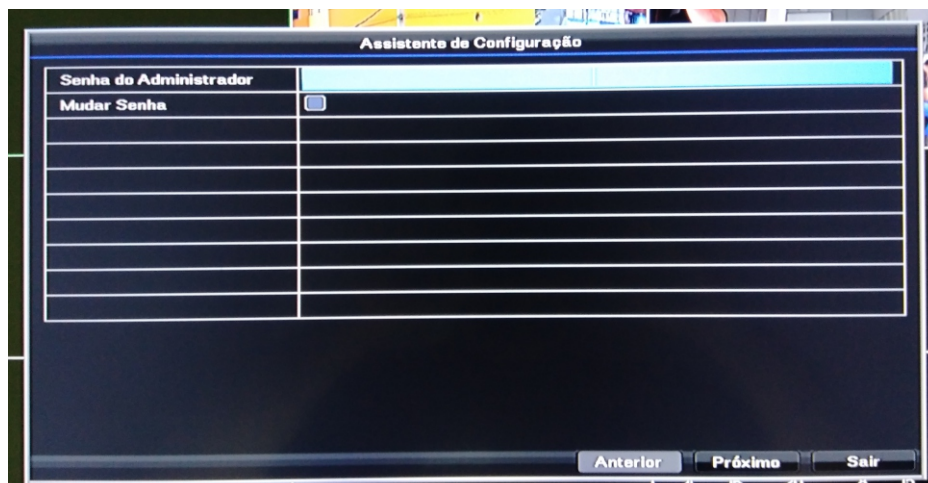 Assistente de Configuração
Senha do Administrador
Mudar Senha
Anterior Próximo Sair